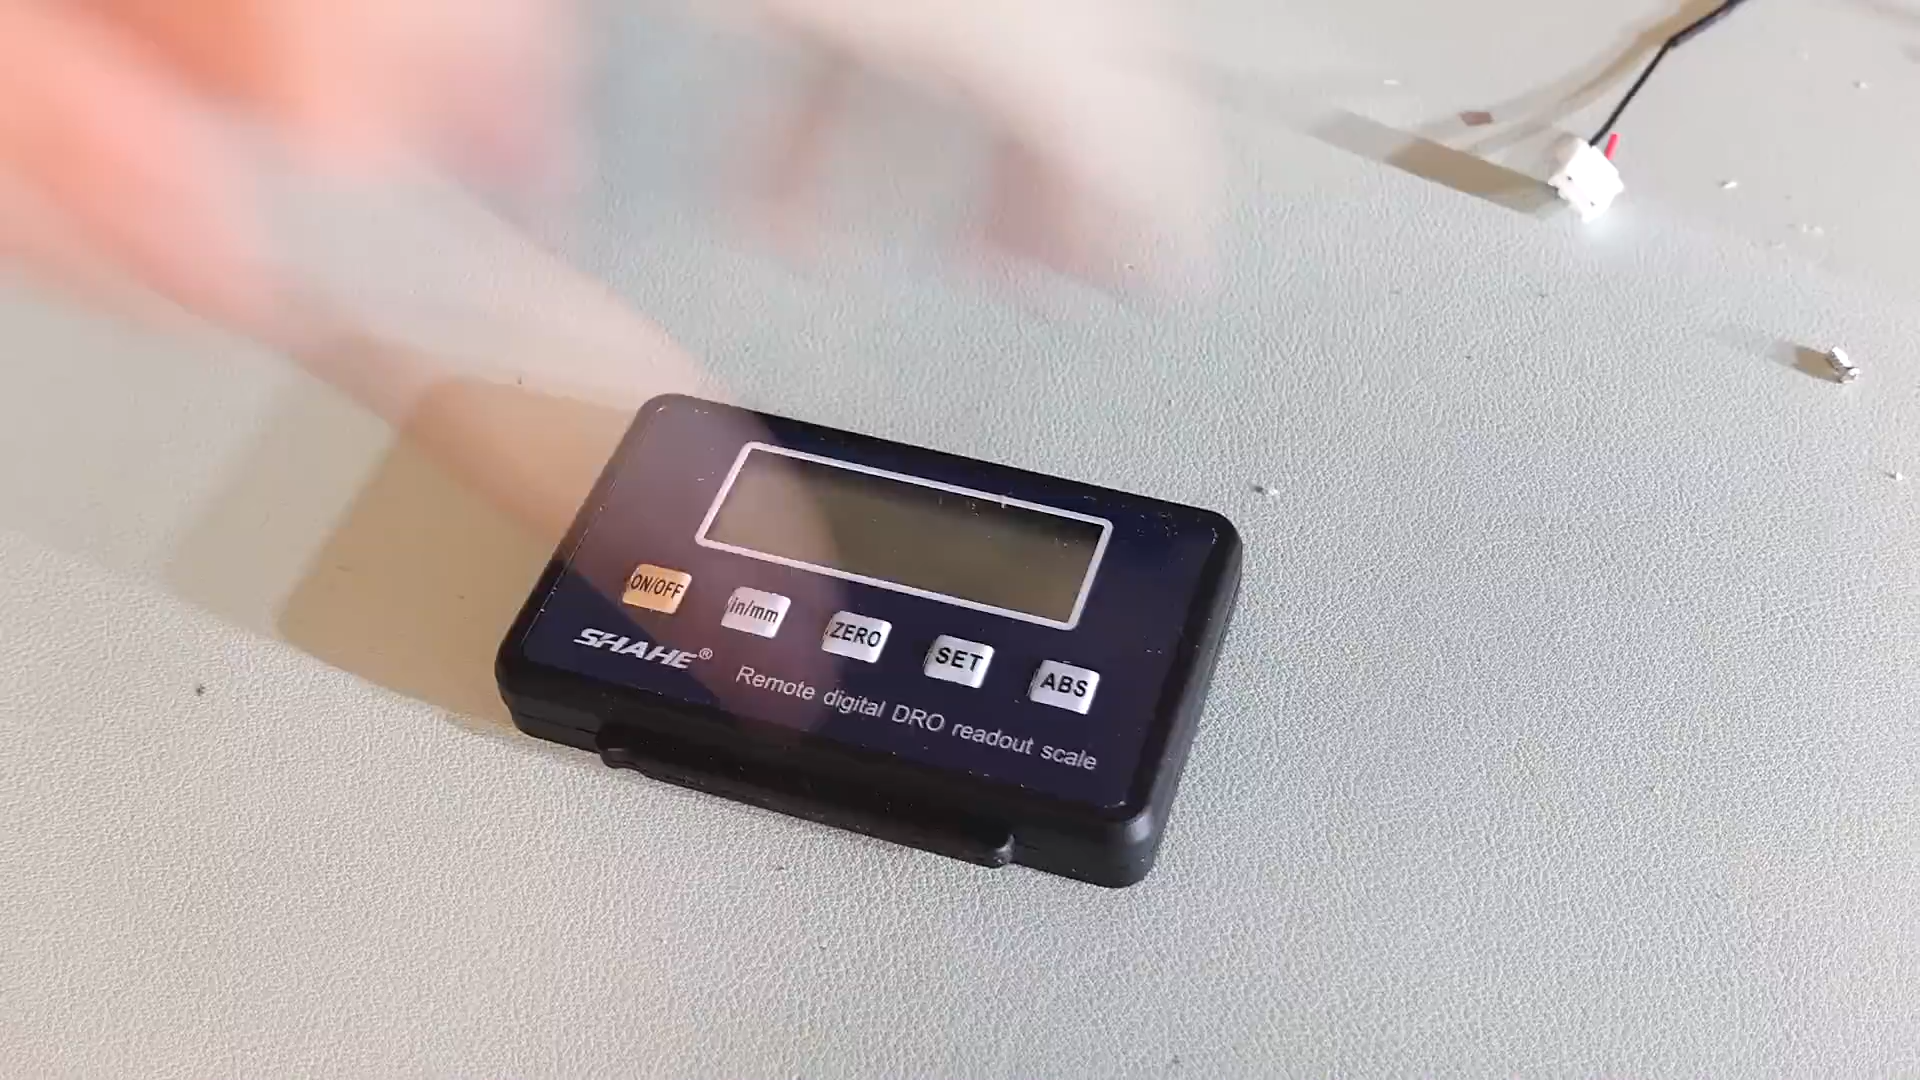 ON/OFF
in/mm
ZERO
SET
ABS
SHAHE®
Remote digital DRO readout scale